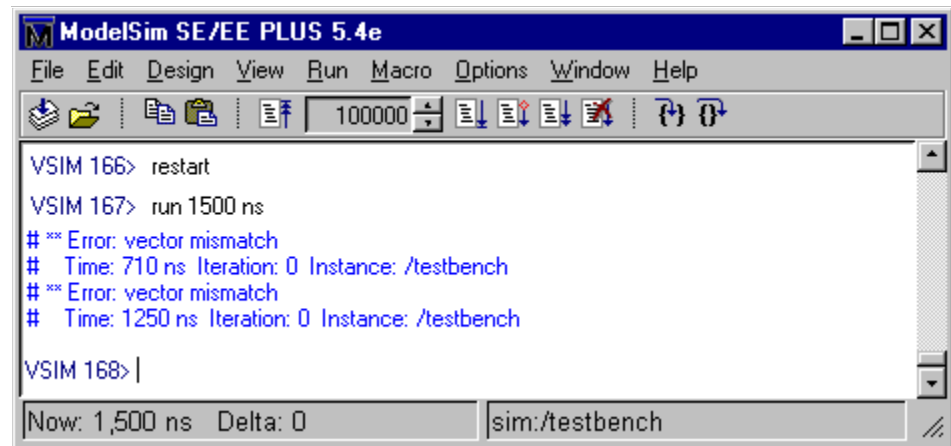 ModelSim SE/EE PLUS 5.4e
File Edit Design View Run Macro Options Window Help
100000
VSIM 166> restart
VSIM 167> run 1500 ns
# ** Error: vector mismatch
# Time: 710 ns Iteration: 0 Instance: /testbench
# ** Error: vector mismatch
# Time: 1250 ns Iteration: 0 Instance: /testbench
VSIM 168>
Now: 1,500 ns Delta: 0 sim:/testbench